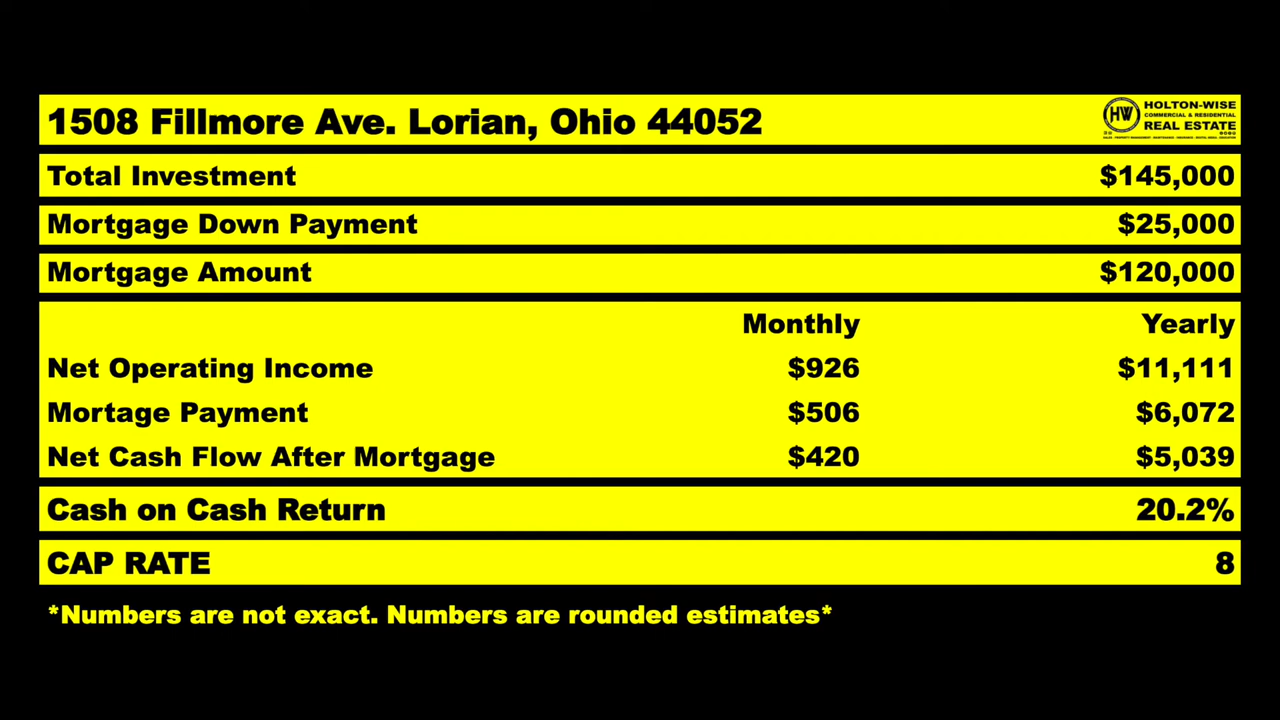 1508 Fillmore Ave. Lorian, Ohio 44052
HW
HOLTON-WISE
COMMERCIAL & RESIDENTIAL
REAL ESTATE
Total Investment $145,000
Mortgage Down Payment $25,000
Mortgage Amount $120,000
Monthly Yearly
Net Operating Income $926 $11,111
Mortage Payment $506 $6,072
Net Cash Flow After Mortgage $420 $5,039
Cash on Cash Return 20.2%
CAP RATE 8
*Numbers are not exact. Numbers are rounded estimates*